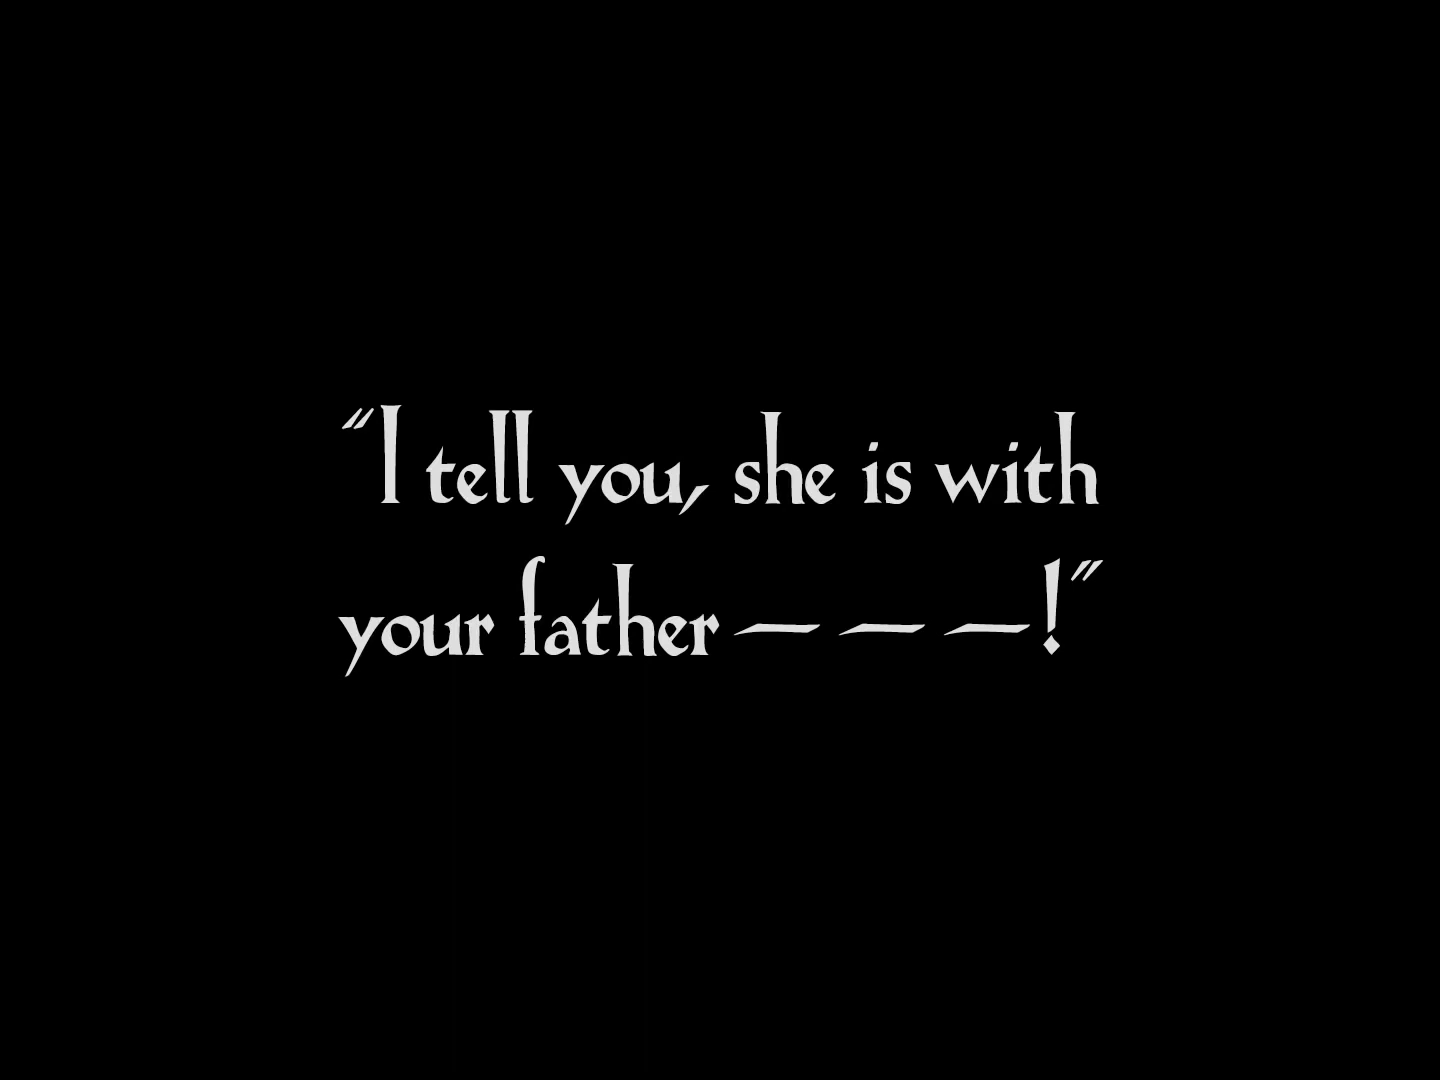 “I tell you, she is with
your father — — —!”